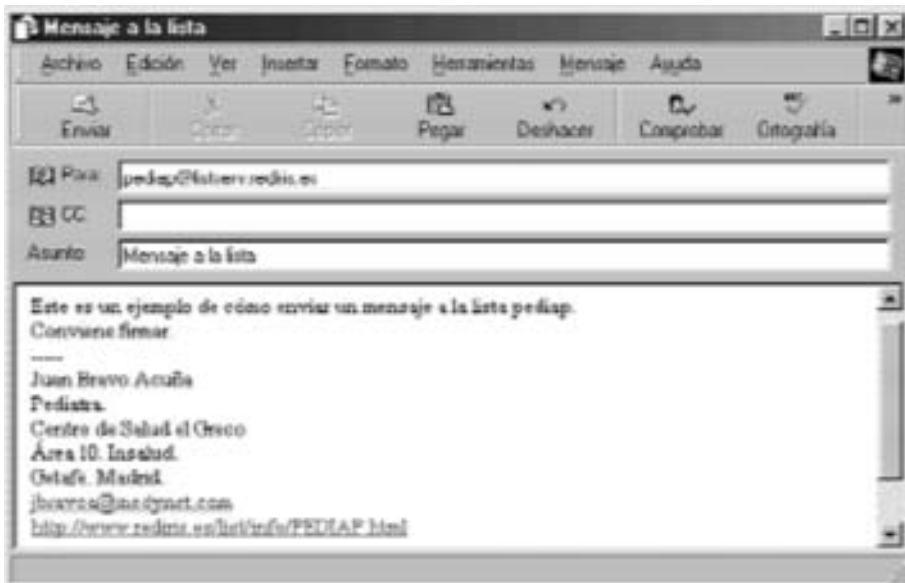 Mensaje a la lista
Archivo Edición Ver Insertar Formato Herramientas Mensaje Ayuda
Enviar Cortar Copiar Pegar Deshacer Comprobar Ortografía »
Para: pediap@listserv.rediris.es
CC:
Asunto: Mensaje a la lista
Este es un ejemplo de cómo enviar un mensaje a la lista pediap.
Conviene firmar.
-----
Juan Bravo Acuña
Pediatra.
Centro de Salud el Greco
Área 10. Insalud.
Getafe. Madrid.
http://www.rediris.es/list/info/PEDIAP.html